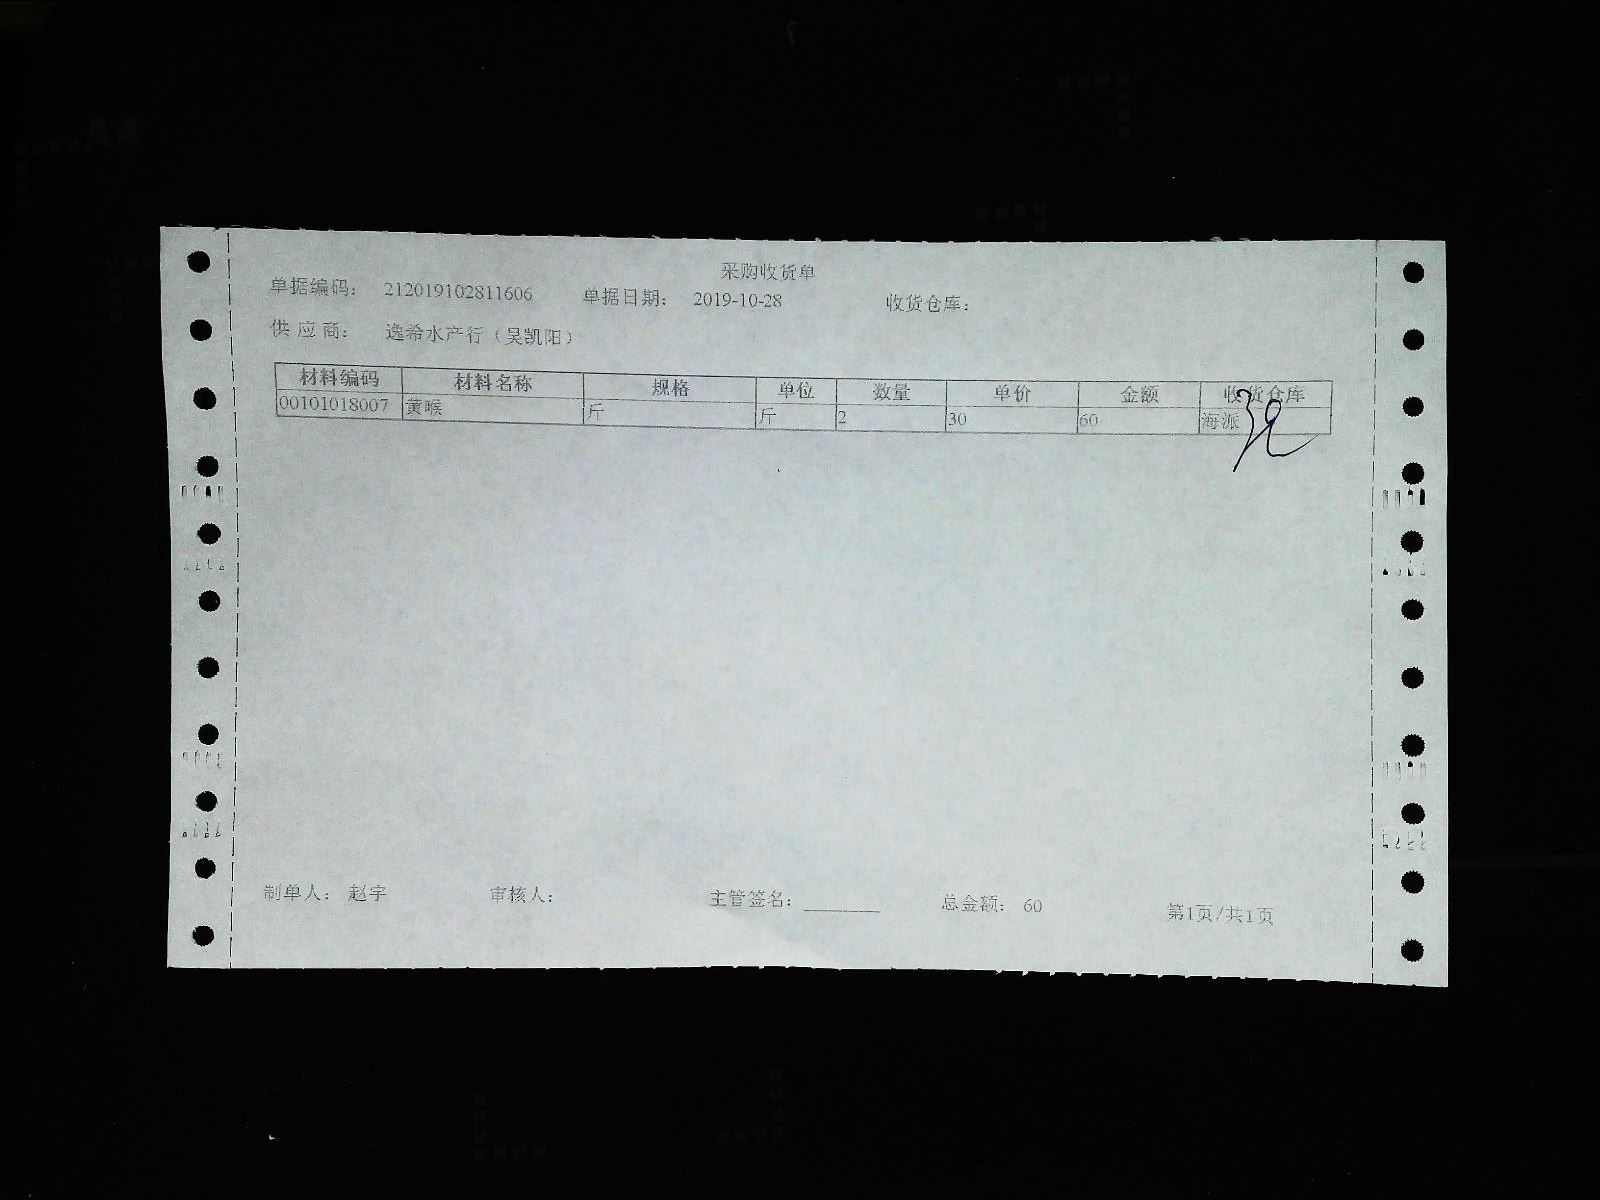 采购收货单
单据编码： 212019102811606 单据日期： 2019-10-28 收货仓库：
供 应 商： 逸希水产行（吴凯阳）
材料编码 材料名称 规格 单位 数量 单价 金额 收货仓库
00101018007 黄喉 斤 斤 2 30 60 海派
制单人： 赵宇 审核人： 主管签名： ________ 总金额： 60 第1页/共1页